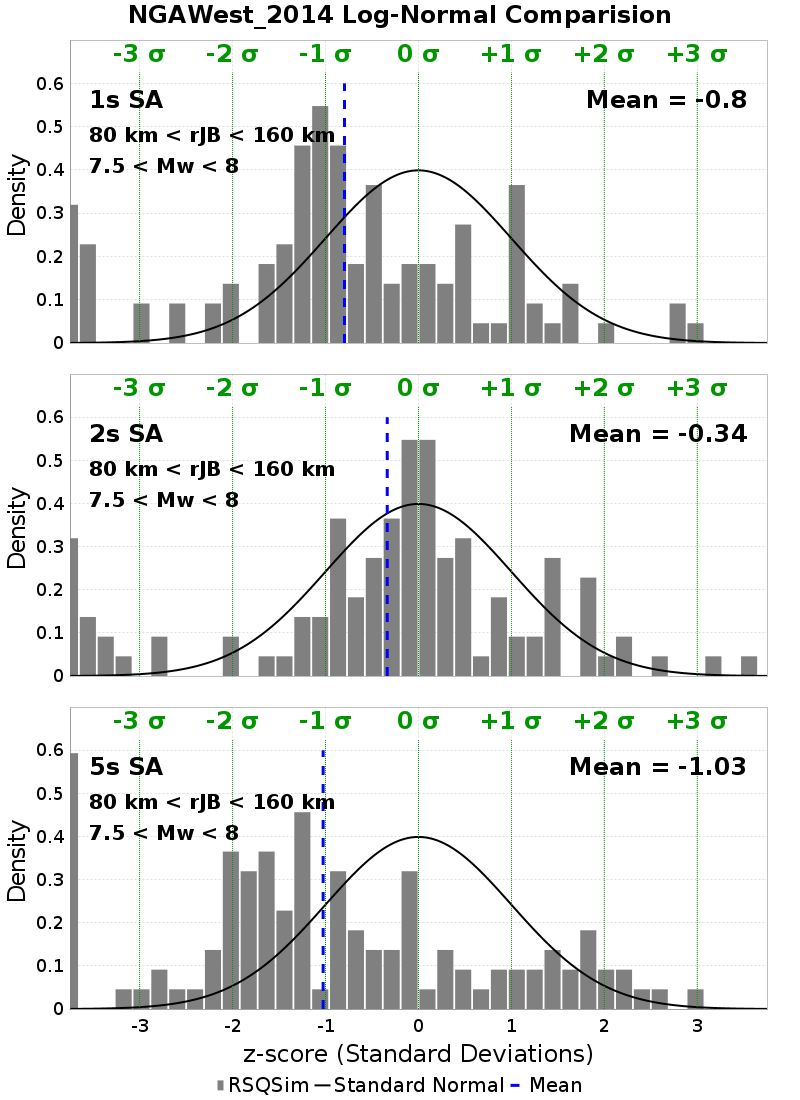 NGAWest_2014 Log-Normal Comparision
-3 σ -2 σ -1 σ 0 σ +1 σ +2 σ +3 σ
1s SA Mean = -0.8
80 km < rJB < 160 km
7.5 < Mw < 8
Density
0.6
0.5
0.4
0.3
0.2
0.1
0
-3 σ -2 σ -1 σ 0 σ +1 σ +2 σ +3 σ
2s SA Mean = -0.34
80 km < rJB < 160 km
7.5 < Mw < 8
Density
0.6
0.5
0.4
0.3
0.2
0.1
0
-3 σ -2 σ -1 σ 0 σ +1 σ +2 σ +3 σ
5s SA Mean = -1.03
80 km < rJB < 160 km
7.5 < Mw < 8
Density
0.6
0.5
0.4
0.3
0.2
0.1
0
-3 -2 -1 0 1 2 3
z-score (Standard Deviations)
RSQSim Standard Normal Mean